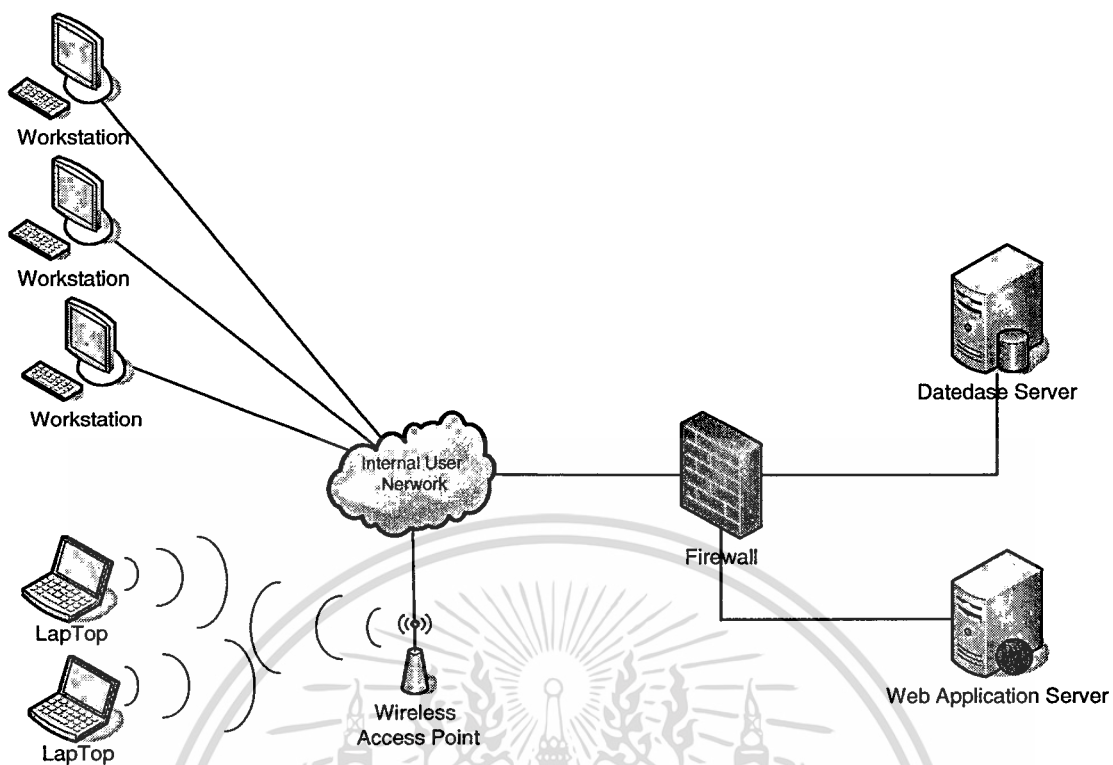 Workstation
Workstation
Workstation
Internal User
Nerwork
Datedase Server
Firewall
LapTop
Wireless
Access Point
Web Application Server
LapTop